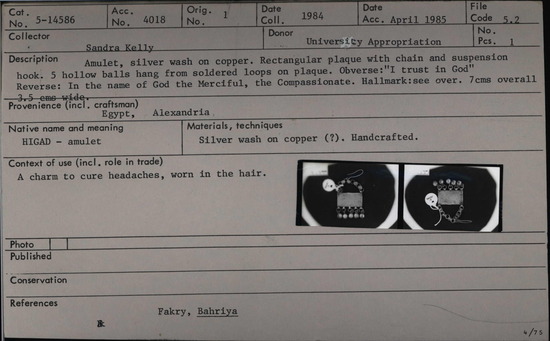 Cat. No. 5-14586 Acc. No. 4018 Orig. No. 1 Date Coll. 1984 Date Acc. April 1985 File Code 5.2
Collector Sandra Kelly Donor University Appropriation No. Pcs. 1
Description Amulet, silver wash on copper. Rectangular plaque with chain and suspension
hook. 5 hollow balls hang from soldered loops on plaque. Obverse:"I trust in God"
Reverse: In the name of God the Merciful, the Compassionate. Hallmark:see over. 7cms overall
3.5 cms wide.
Provenience (incl. craftsman)
Egypt, Alexandria
Native name and meaning Materials, techniques
HIGAD - amulet Silver wash on copper (?). Handcrafted.
Context of use (incl. role in trade)
A charm to cure headaches, worn in the hair.
Photo
Published
Conservation
References
Fakry, Bahriya
4/75